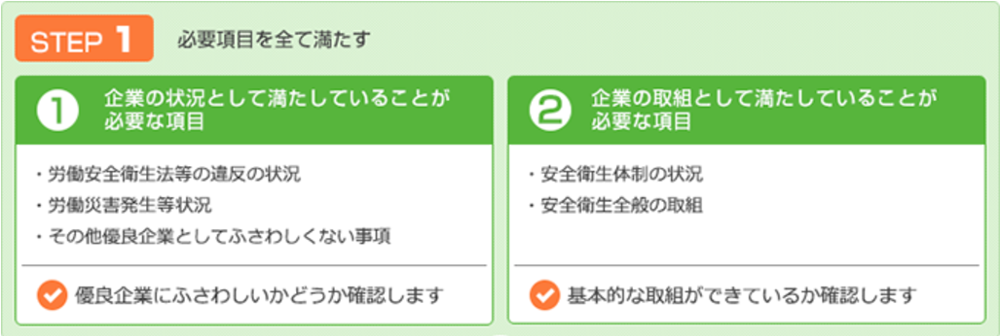 STEP 1 必要項目を全て満たす
① 企業の状況として満たしていることが
必要な項目
・労働安全衛生法等の違反の状況
・労働災害発生等状況
・その他優良企業としてふさわしくない事項
優良企業にふさわしいかどうか確認します
② 企業の取組として満たしていることが
必要な項目
・安全衛生体制の状況
・安全衛生全般の取組
基本的な取組ができているか確認します